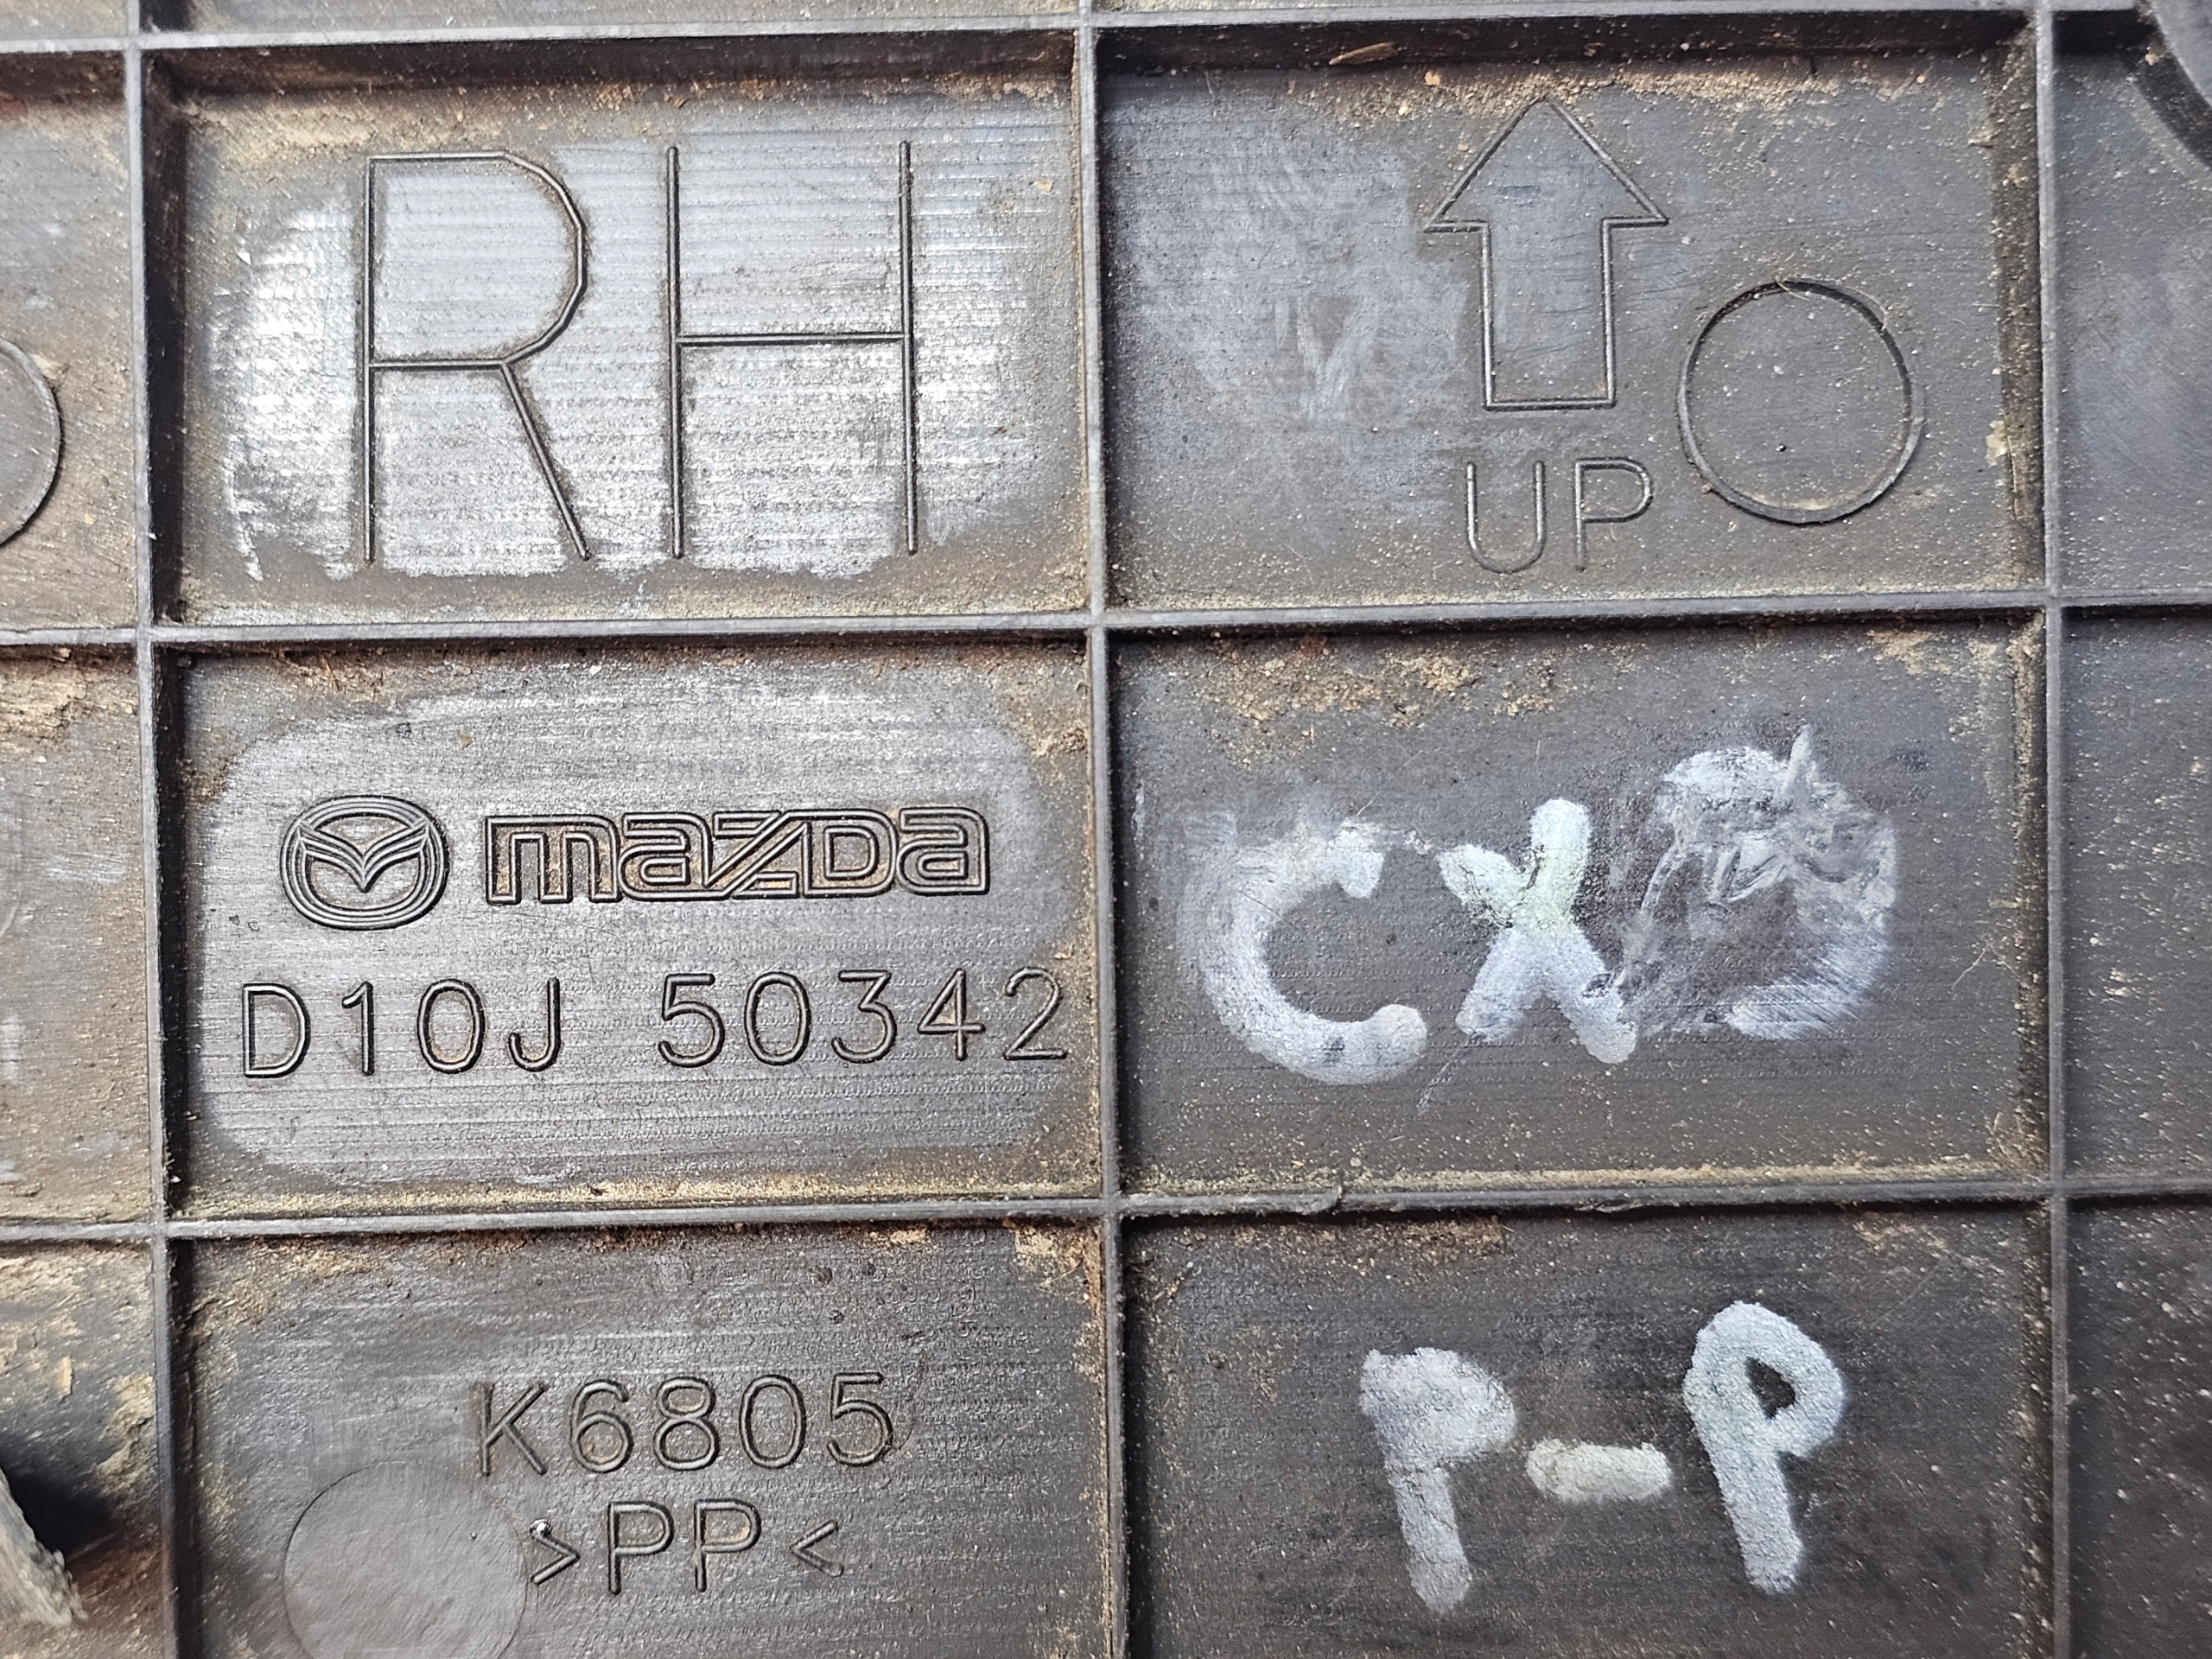 RH
UP
mazda
D10J 50342
CX
K6805
>PP<
P-P